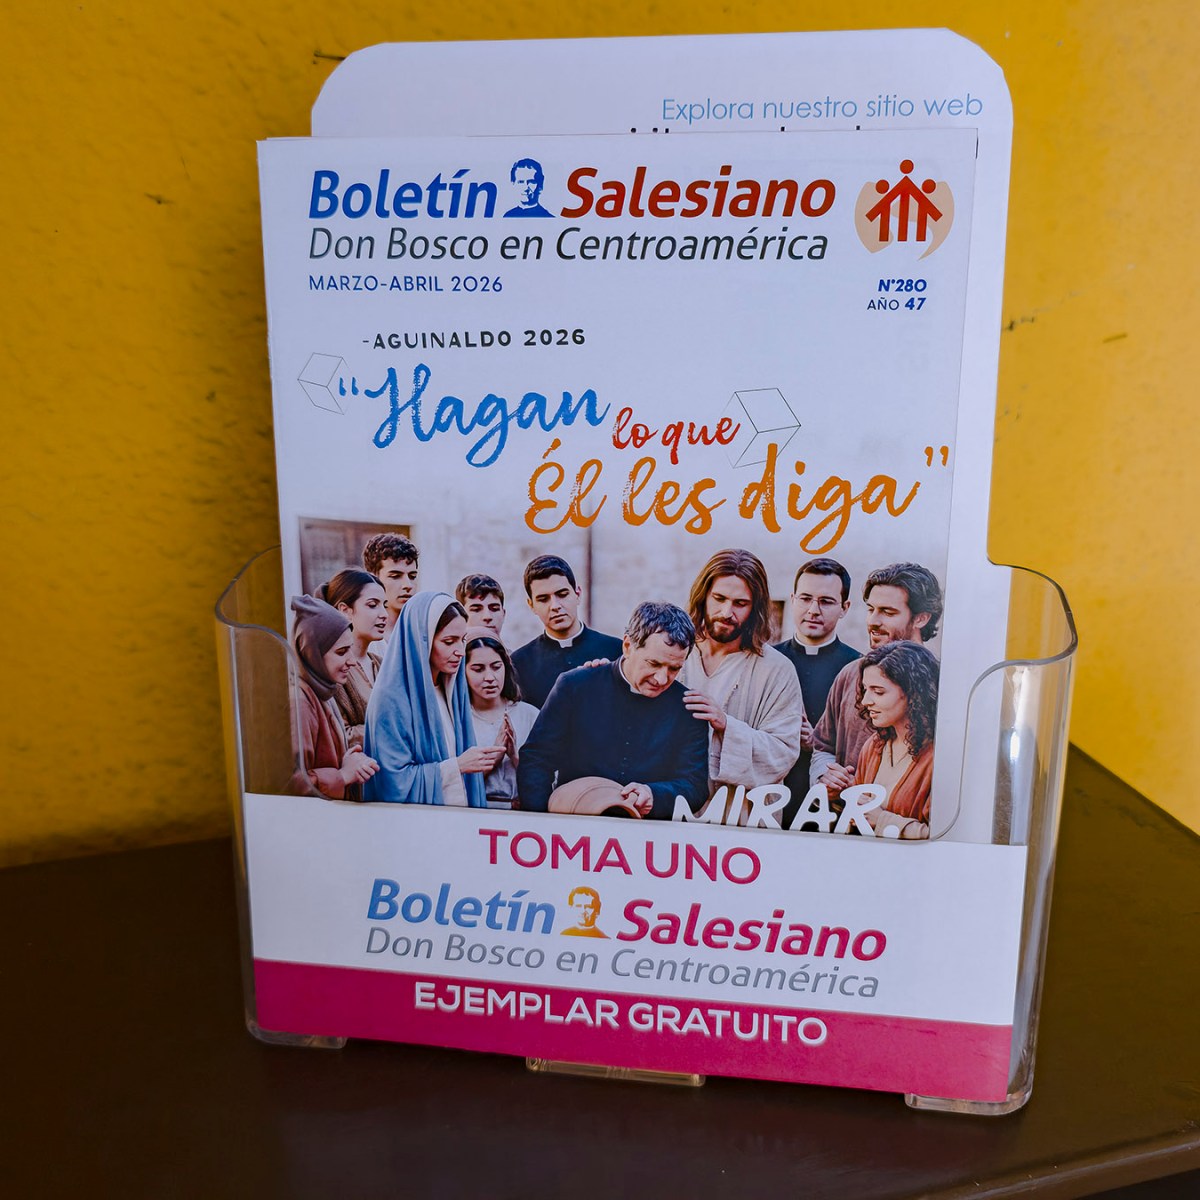 Explora nuestro sitio web
Boletín Salesiano
Don Bosco en Centroamérica
MARZO-ABRIL 2026
N°280
AÑO 47
-AGUINALDO 2026
"Hagan
lo que
Él les diga"
MIRAR.
TOMA UNO
Boletín Salesiano
Don Bosco en Centroamérica
EJEMPLAR GRATUITO